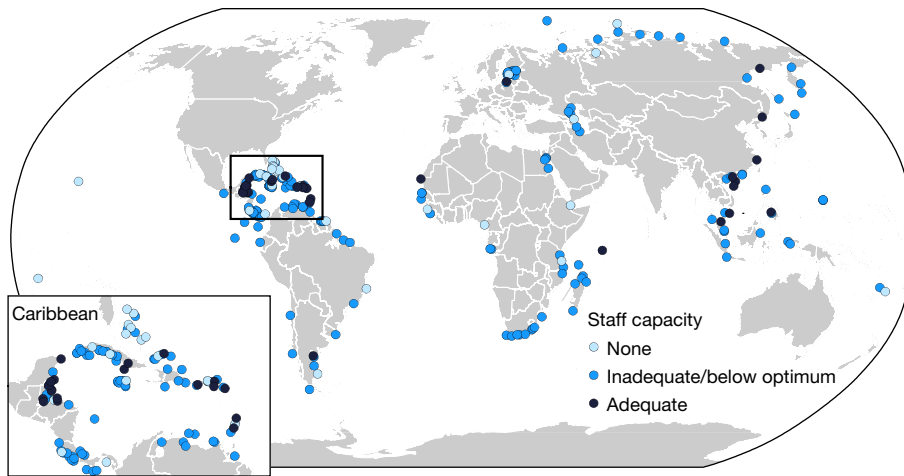 Caribbean
Staff capacity
None
Inadequate/below optimum
Adequate